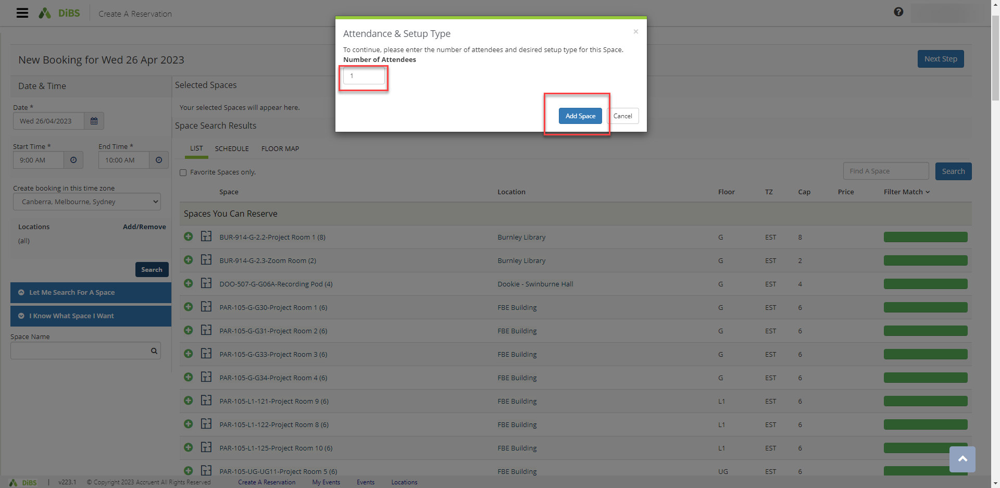 DiBS
Create A Reservation
Attendance & Setup Type
×
To continue, please enter the number of attendees and desired setup type for this Space.
Number of Attendees
1
Add Space
Cancel
New Booking for Wed 26 Apr 2023
Next Step
Date & Time
Date *
Wed 26/04/2023
Start Time *
End Time *
9:00 AM
10:00 AM
Create booking in this time zone
Canberra, Melbourne, Sydney
Locations
Add/Remove
(all)
Search
Let Me Search For A Space
I Know What Space I Want
Space Name
Selected Spaces
Your selected Spaces will appear here.
Space Search Results
LIST SCHEDULE FLOOR MAP
Favorite Spaces only.
Find A Space
Search
Space Location Floor TZ Cap Price Filter Match
Spaces You Can Reserve
BUR-914-G-2.2-Project Room 1 (8) Burnley Library G EST 8
BUR-914-G-2.3-Zoom Room (2) Burnley Library G EST 2
DOO-507-G-G06A-Recording Pod (4) Dookie - Swinburne Hall G EST 4
PAR-105-G-G30-Project Room 1 (6) FBE Building G EST 6
PAR-105-G-G31-Project Room 2 (6) FBE Building G EST 6
PAR-105-G-G33-Project Room 3 (6) FBE Building G EST 6
PAR-105-G-G34-Project Room 4 (6) FBE Building G EST 6
PAR-105-L1-121-Project Room 9 (6) FBE Building L1 EST 6
PAR-105-L1-122-Project Room 8 (6) FBE Building L1 EST 6
PAR-105-L1-125-Project Room 10 (6) FBE Building L1 EST 6
PAR-105-UG-UG11-Project Room 5 (6) FBE Building UG EST 6
DiBS | v223.1 © Copyright 2023 Accruent All Rights Reserved Create A Reservation My Events Events Locations